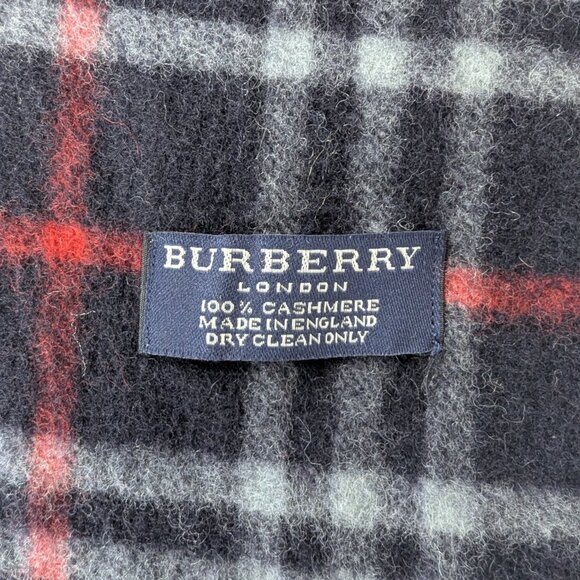 BURBERRY
LONDON
100% CASHMERE
MADE IN ENGLAND
DRY CLEAN ONLY